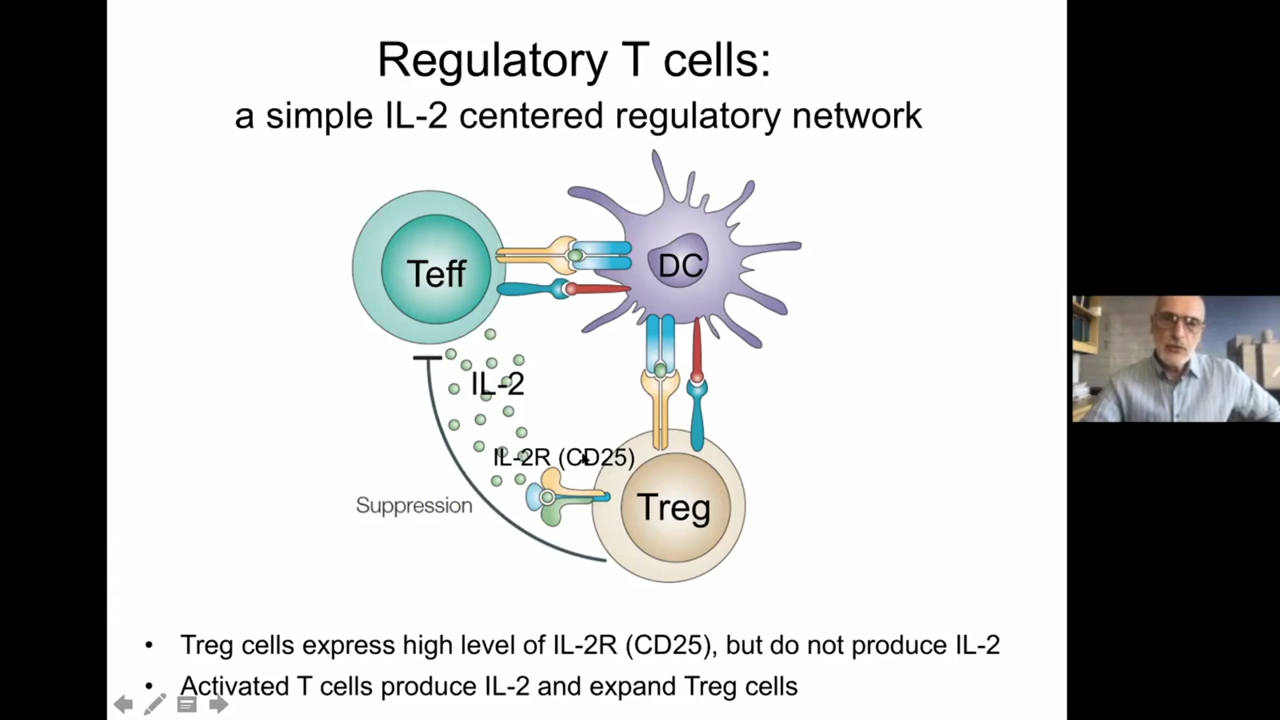 Regulatory T cells:
a simple IL-2 centered regulatory network
Teff
DC
IL-2
IL-2R (CD25)
Suppression
Treg
• Treg cells express high level of IL-2R (CD25), but do not produce IL-2
• Activated T cells produce IL-2 and expand Treg cells